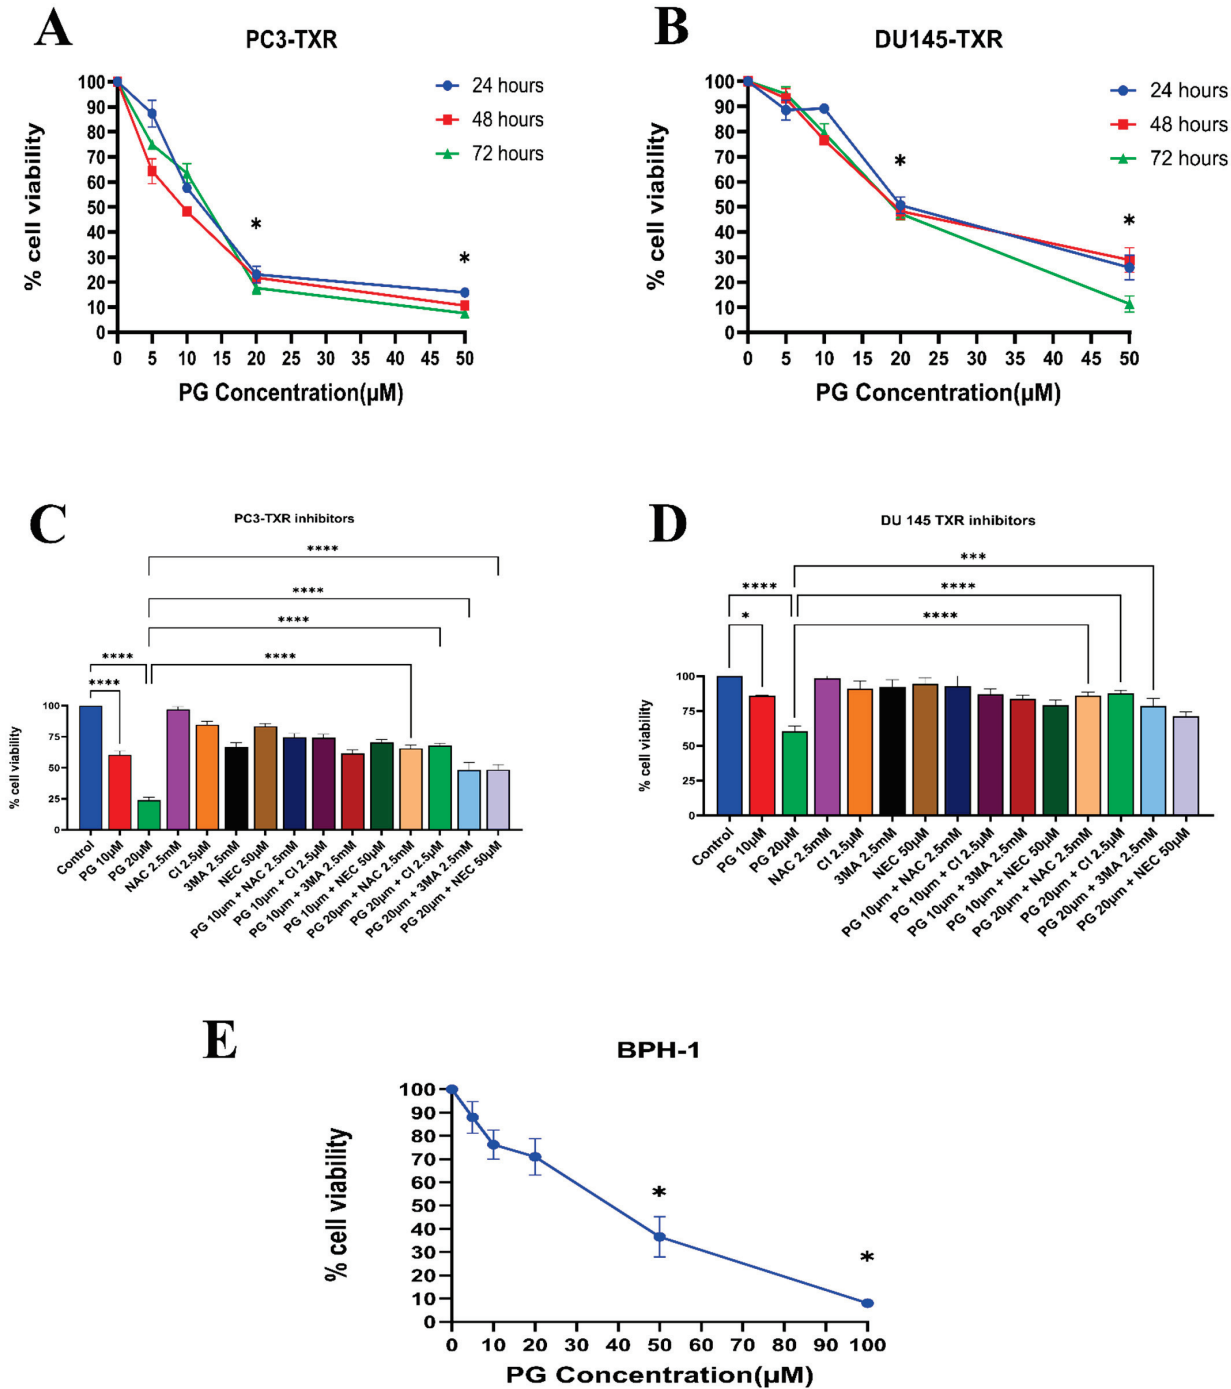 A
PC3-TXR
% cell viability
100
90
80
70
60
50
40
30
20
10
0
0 5 10 15 20 25 30 35 40 45 50
PG Concentration(µM)
24 hours
48 hours
72 hours
*
*
B
DU145-TXR
% cell viability
100
90
80
70
60
50
40
30
20
10
0
0 5 10 15 20 25 30 35 40 45 50
PG Concentration(µM)
24 hours
48 hours
72 hours
*
*
C
PC3-TXR inhibitors
****
****
****
****
****
****
% cell viability
100
75
50
25
0
Control
PG 10µM
PG 20µM
NAC 2.5mM
CI 2.5µM
3MA 2.5mM
NEC 50µM
PG 10µm + NAC 2.5mM
PG 10µm + CI 2.5µM
PG 10µm + 3MA 2.5mM
PG 10µm + NEC 50µM
PG 20µm + NAC 2.5mM
PG 20µm + CI 2.5µM
PG 20µm + 3MA 2.5mM
PG 20µm + NEC 50µM
D
DU 145 TXR inhibitors
***
****
****
*
****
% cell viability
100
75
50
25
0
Control
PG 10µM
PG 20µM
NAC 2.5mM
CI 2.5µM
3MA 2.5mM
NEC 50µM
PG 10µm + NAC 2.5mM
PG 10µm + CI 2.5µM
PG 10µm + 3MA 2.5mM
PG 10µm + NEC 50µM
PG 20µm + NAC 2.5mM
PG 20µm + CI 2.5µM
PG 20µm + 3MA 2.5mM
PG 20µm + NEC 50µM
E
BPH-1
% cell viability
100
90
80
70
60
50
40
30
20
10
0
0 10 20 30 40 50 60 70 80 90 100
PG Concentration(µM)
*
*